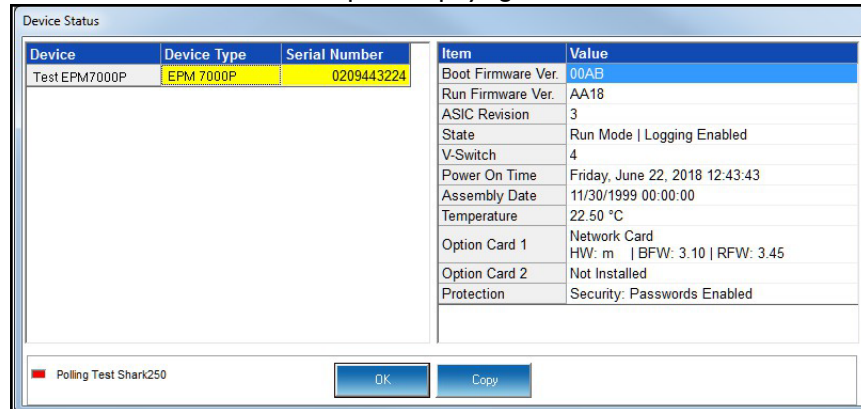 Device Status
Device Device Type Serial Number
Test EPM7000P EPM 7000P 0209443224
Item Value
Boot Firmware Ver. 00AB
Run Firmware Ver. AA18
ASIC Revision 3
State Run Mode | Logging Enabled
V-Switch 4
Power On Time Friday, June 22, 2018 12:43:43
Assembly Date 11/30/1999 00:00:00
Temperature 22.50 °C
Option Card 1 Network Card
HW: m | BFW: 3.10 | RFW: 3.45
Option Card 2 Not Installed
Protection Security: Passwords Enabled
Polling Test Shark250
OK
Copy